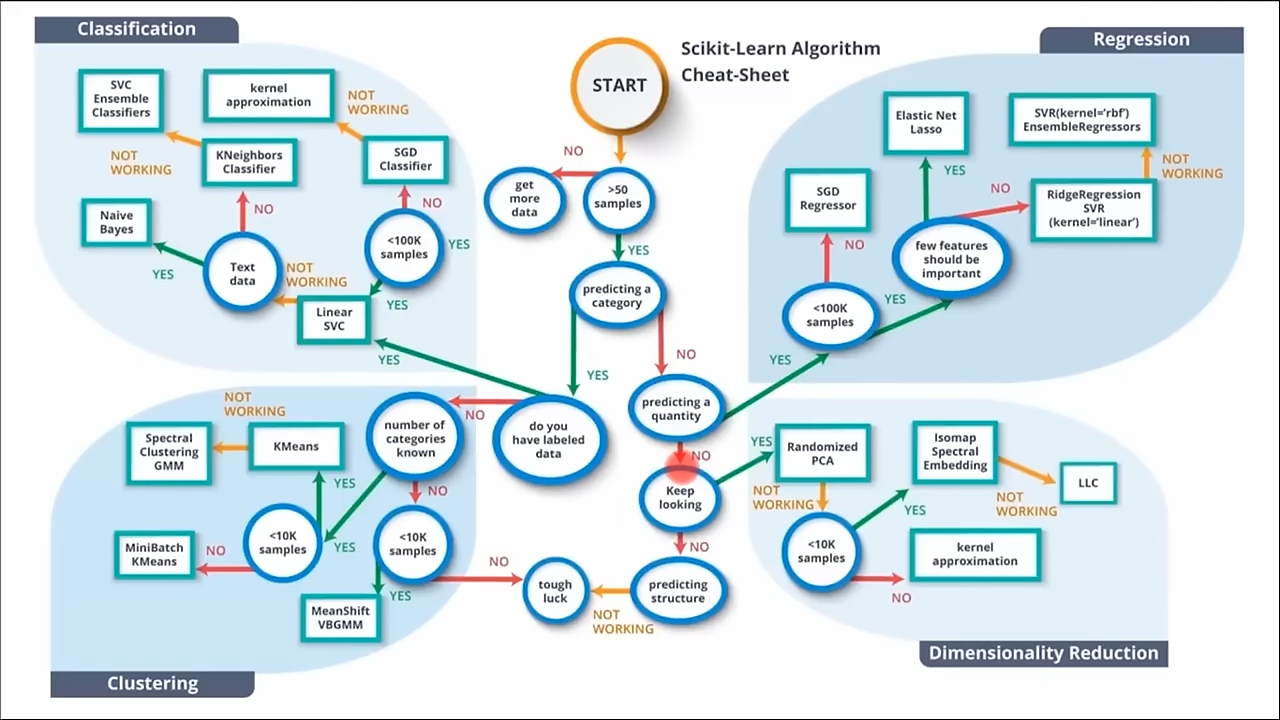 Classification
Scikit-Learn Algorithm
Cheat-Sheet
Regression
START
NO
get
more
data
>50
samples
YES
predicting a
category
YES
NO
do you
have labeled
data
predicting a
quantity
NO
Keep
looking
NO
predicting
structure
NOT
WORKING
tough
luck
SVC
Ensemble
Classifiers
kernel
approximation
NOT
WORKING
NOT
WORKING
KNeighbors
Classifier
SGD
Classifier
NO
NO
Naive
Bayes
YES
Text
data
<100K
samples
YES
NOT
WORKING
YES
Linear
SVC
YES
NO
number of
categories
known
NOT
WORKING
Spectral
Clustering
GMM
KMeans
YES
NO
<10K
samples
YES
<10K
samples
MiniBatch
KMeans
NO
NO
YES
MeanShift
VBGMM
Clustering
Elastic Net
Lasso
SVR(kernel='rbf')
EnsembleRegressors
YES
NOT
WORKING
SGD
Regressor
NO
RidgeRegression
SVR
(kernel='linear')
NO
few features
should be
important
<100K
samples
YES
YES
YES
Randomized
PCA
Isomap
Spectral
Embedding
LLC
NOT
WORKING
NOT
WORKING
YES
<10K
samples
kernel
approximation
NO
Dimensionality Reduction